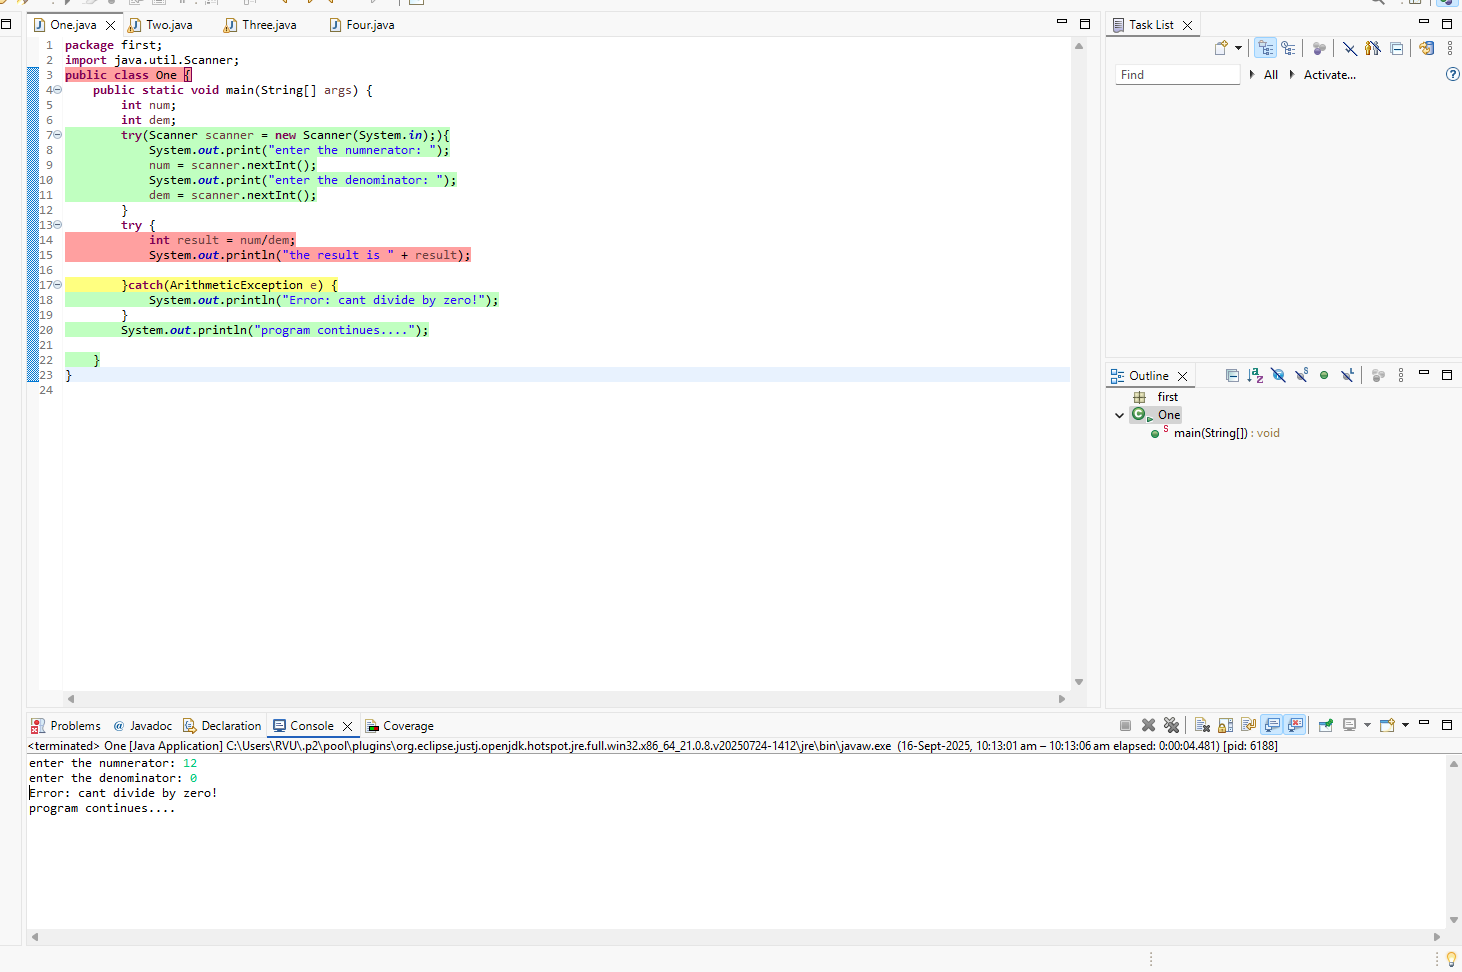 One.java
Two.java
Three.java
Four.java
1 package first;
2 import java.util.Scanner;
3 public class One {
4     public static void main(String[] args) {
5         int num;
6         int dem;
7         try(Scanner scanner = new Scanner(System.in);){
8             System.out.print("enter the numnerator: ");
9             num = scanner.nextInt();
10             System.out.print("enter the denominator: ");
11             dem = scanner.nextInt();
12         }
13         try {
14             int result = num/dem;
15             System.out.println("the result is " + result);
16
17         }catch(ArithmeticException e) {
18             System.out.println("Error: cant divide by zero!");
19         }
20         System.out.println("program continues....");
21
22     }
23 }
24
Task List
Find
All
Activate...
Outline
first
One
main(String[]) : void
Problems
Javadoc
Declaration
Console
Coverage
<terminated> One [Java Application] C:\Users\RVU\.p2\pool\plugins\org.eclipse.justj.openjdk.hotspot.jre.full.win32.x86_64_21.0.8.v20250724-1412\jre\bin\javaw.exe (16-Sept-2025, 10:13:01 am – 10:13:06 am elapsed: 0:00:04.481) [pid: 6188]
enter the numnerator: 12
enter the denominator: 0
Error: cant divide by zero!
program continues....